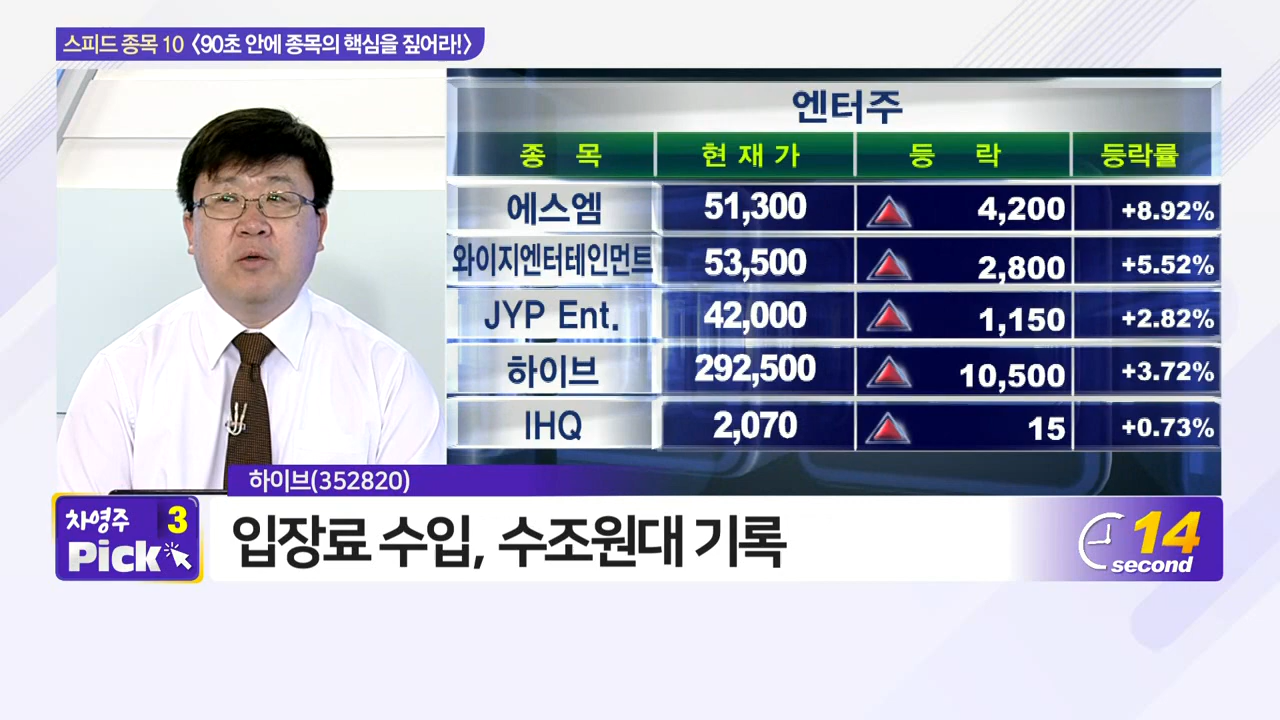 스피드 종목 10 <90초 안에 종목의 핵심을 짚어라!>
엔터주
종 목 현 재 가 등 락 등락률
에스엠 51,300 ▲ 4,200 +8.92%
와이지엔터테인먼트 53,500 ▲ 2,800 +5.52%
JYP Ent. 42,000 ▲ 1,150 +2.82%
하이브 292,500 ▲ 10,500 +3.72%
IHQ 2,070 ▲ 15 +0.73%
하이브(352820)
차영주 3
Pick
입장료 수입, 수조원대 기록
14
second